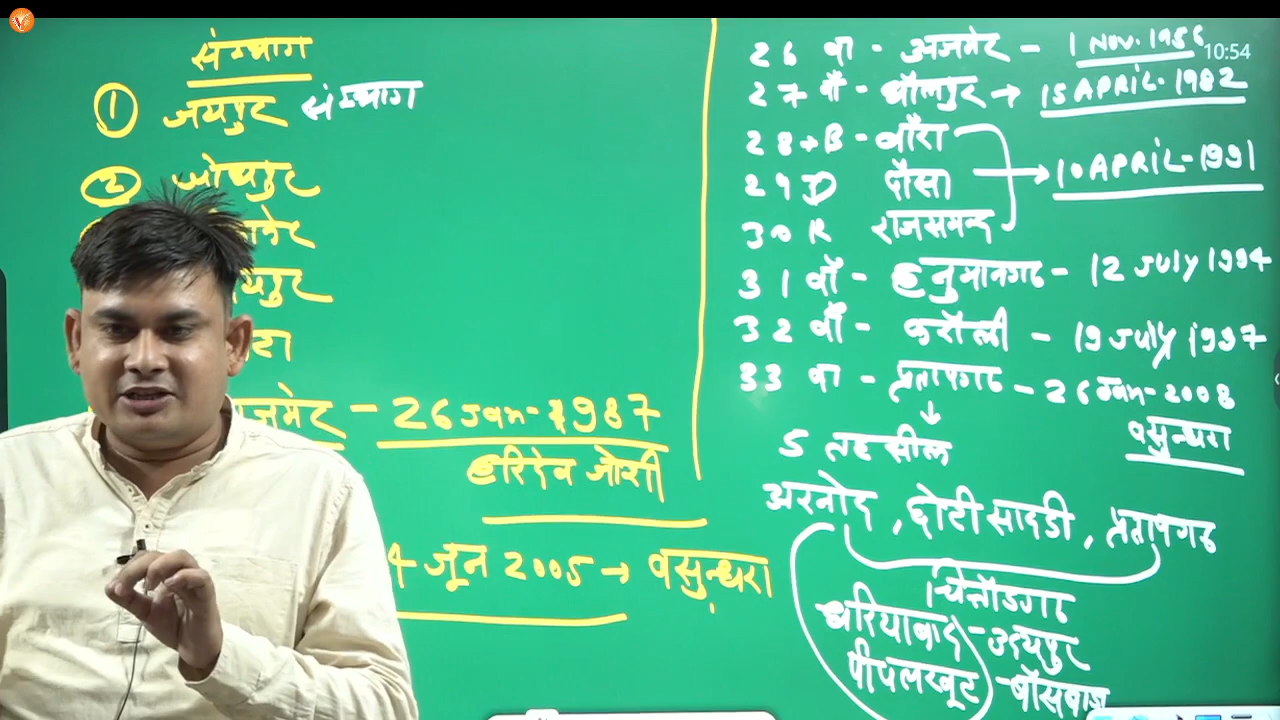 संभाग
① जयपुर संभाग
② जोधपुर
अजमेर - 26 Jan - 1987
हरिदेव जोशी
4 जून 2005 → वसुन्धरा
26 वा - अजमेर - 1 Nov. 1956
10:54
27 वाँ - धौलपुर → 15 APRIL - 1982
28 → B - बाँरा
29 D दौसा → 10 APRIL - 1991
30 R राजसमन्द
31 वाँ - हनुमानगढ - 12 July 1994
32 वाँ - करौली - 19 July 1997
33 वा - प्रतापगढ - 26 Jan - 2008
वसुन्धरा
5 तहसील
अरनोद , छोटी सादडी , प्रतापगढ
चित्तौडगढ
धरियाबाद - उदयपुर
पीपलखूट - बाँसवाडा